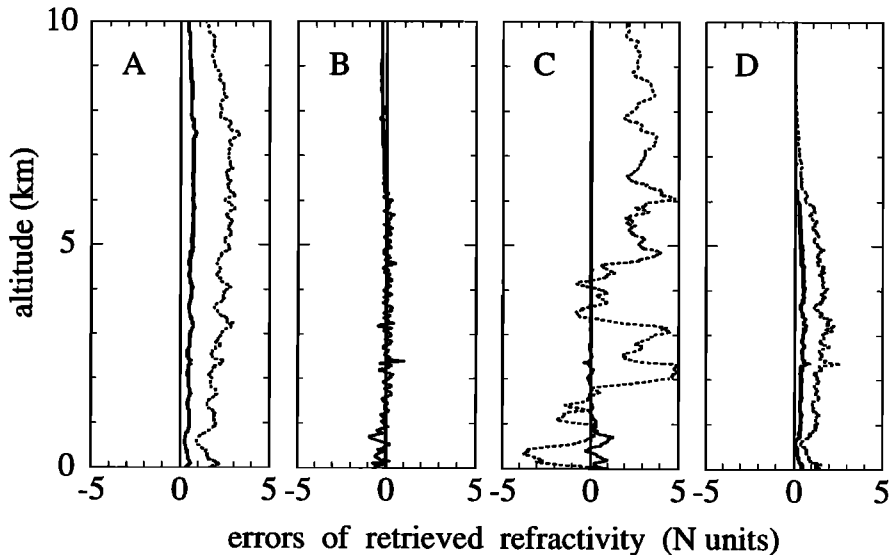 10
A
B
C
D
5
0
altitude (km)
-5 0 5 -5 0 5 -5 0 5 -5 0 5
errors of retrieved refractivity (N units)